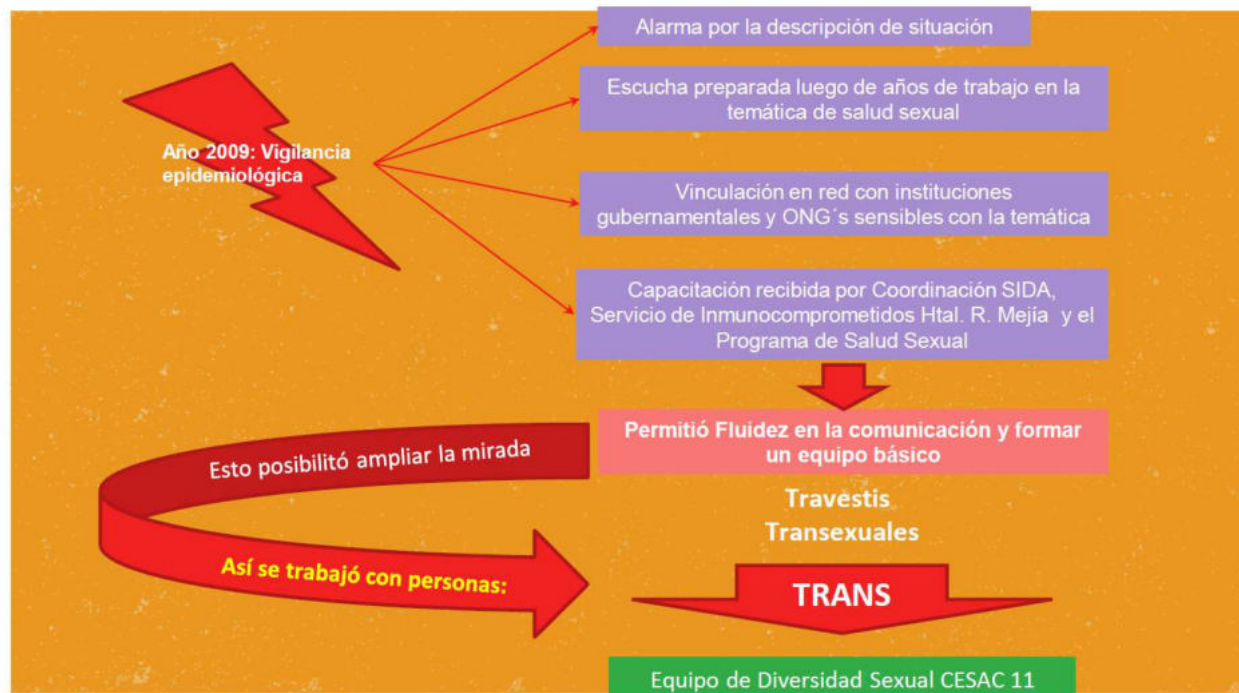 Alarma por la descripción de situación
Escucha preparada luego de años de trabajo en la
temática de salud sexual
Año 2009: Vigilancia
epidemiológica
Vinculación en red con instituciones
gubernamentales y ONG´s sensibles con la temática
Capacitación recibida por Coordinación SIDA,
Servicio de Inmunocomprometidos Htal. R. Mejía y el
Programa de Salud Sexual
Permitió Fluidez en la comunicación y formar
un equipo básico
Esto posibilitó ampliar la mirada
Así se trabajó con personas:
Travestis
Transexuales
TRANS
Equipo de Diversidad Sexual CESAC 11